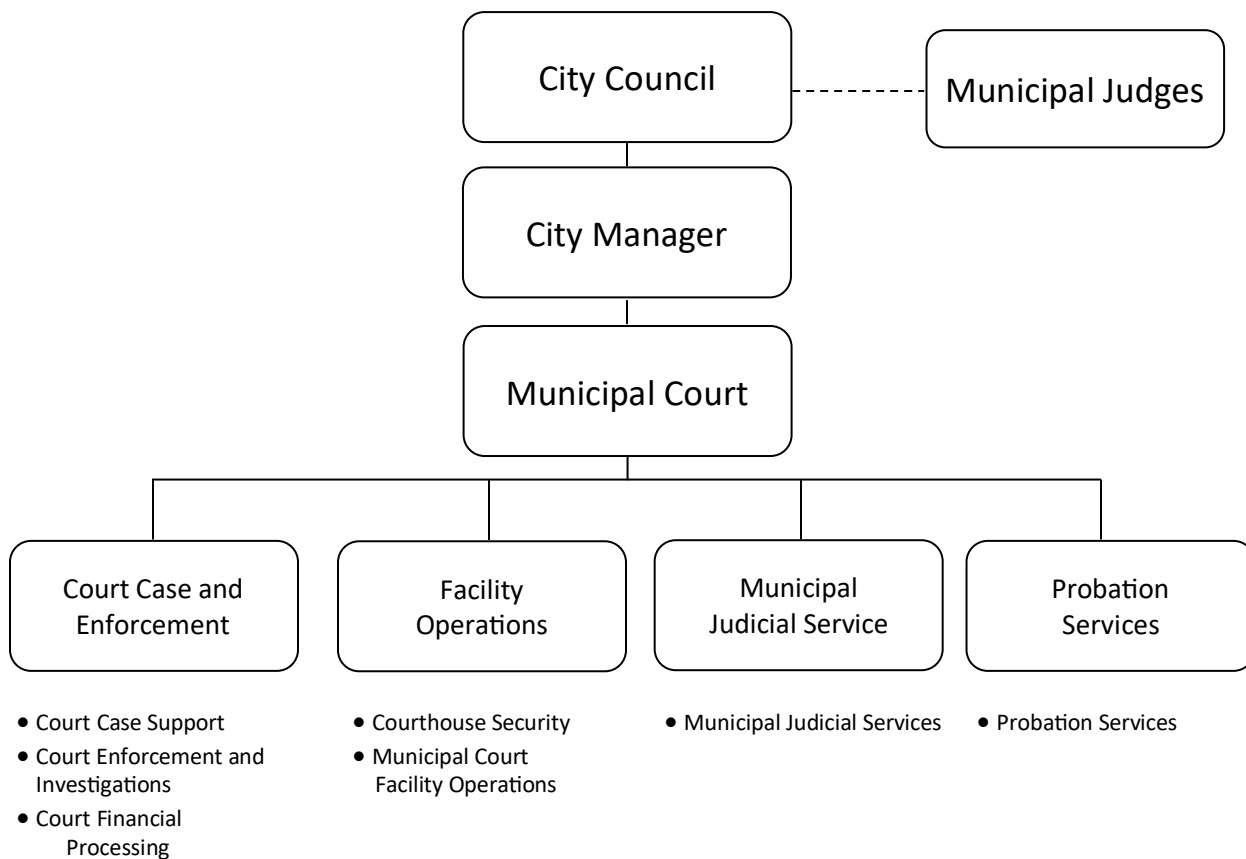 City Council
Municipal Judges
City Manager
Municipal Court
Court Case and
Enforcement
Facility
Operations
Municipal
Judicial Service
Probation
Services
• Court Case Support
• Court Enforcement and
Investigations
• Court Financial
Processing
• Courthouse Security
• Municipal Court
Facility Operations
• Municipal Judicial Services
• Probation Services